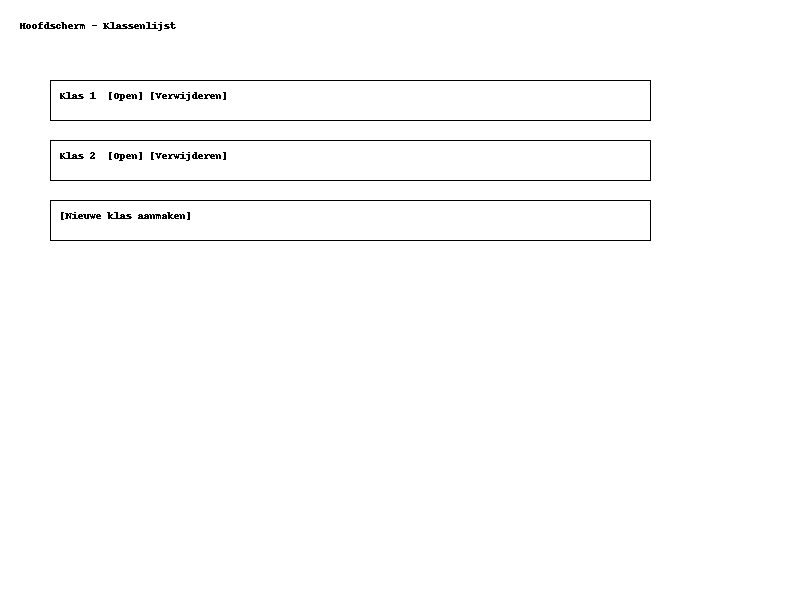 Hoofdscherm - Klassenlijst
Klas 1  [Open] [Verwijderen]
Klas 2  [Open] [Verwijderen]
[Nieuwe klas aanmaken]